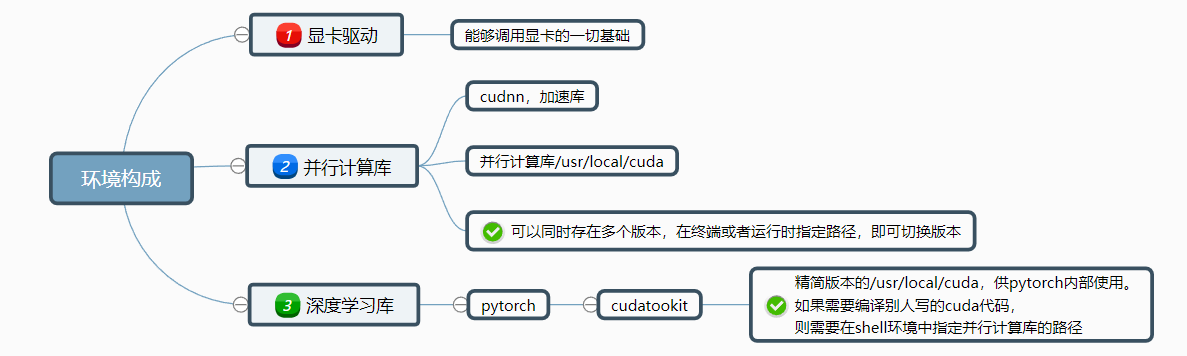 环境构成
1 显卡驱动
能够调用显卡的一切基础
2 并行计算库
cudnn，加速库
并行计算库/usr/local/cuda
可以同时存在多个版本，在终端或者运行时指定路径，即可切换版本
3 深度学习库
pytorch
cudatookit
精简版本的/usr/local/cuda，供pytorch内部使用。
如果需要编译别人写的cuda代码，
则需要在shell环境中指定并行计算库的路径